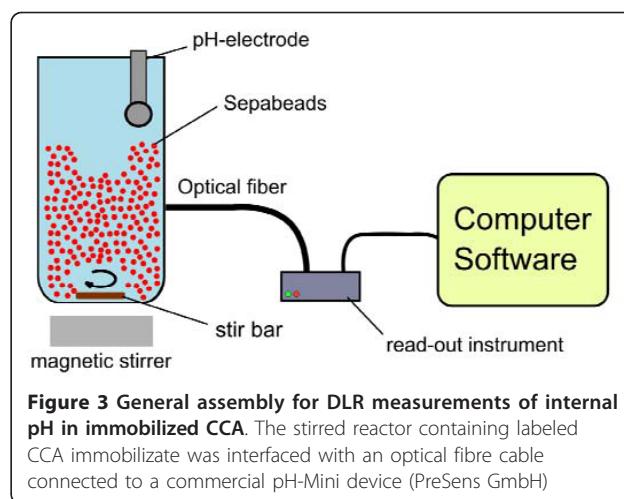 pH-electrode
Sepabeads
Optical fiber
Computer
Software
stir bar
read-out instrument
magnetic stirrer
Figure 3 General assembly for DLR measurements of internal
pH in immobilized CCA. The stirred reactor containing labeled
CCA immobilizate was interfaced with an optical fibre cable
connected to a commercial pH-Mini device (PreSens GmbH)